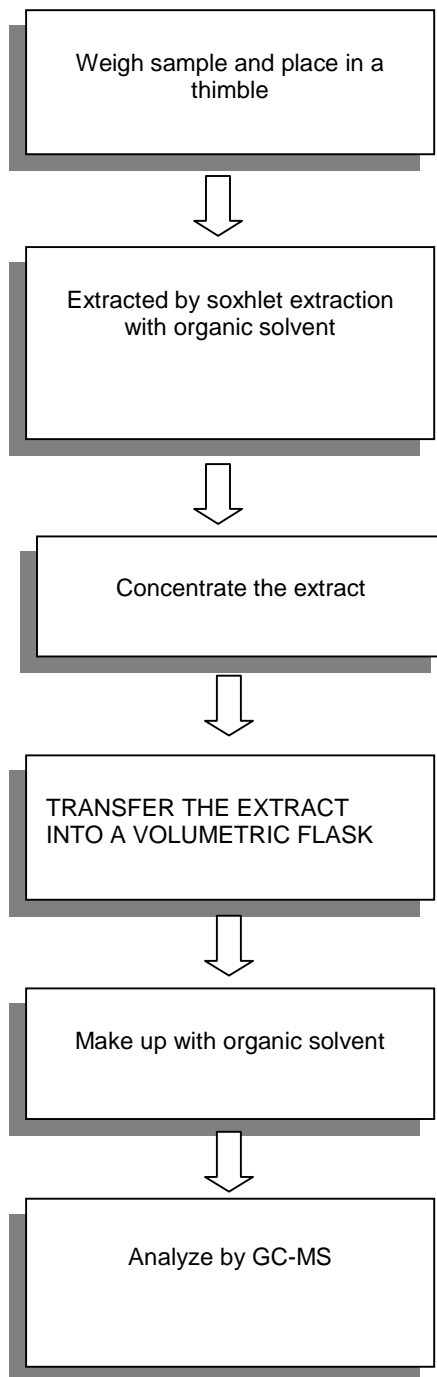 Weigh sample and place in a
thimble
Extracted by soxhlet extraction
with organic solvent
Concentrate the extract
TRANSFER THE EXTRACT
INTO A VOLUMETRIC FLASK
Make up with organic solvent
Analyze by GC-MS